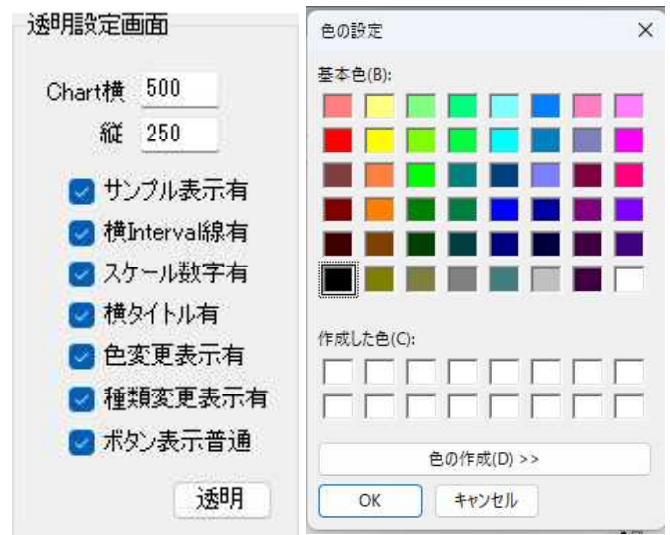 透明設定画面
Chart横 500
縦 250
サンプル表示有
横Interval線有
スケール数字有
横タイトル有
色変更表示有
種類変更表示有
ボタン表示普通
透明
色の設定
基本色(B):
作成した色(C):
色の作成(D) >>
OK キャンセル